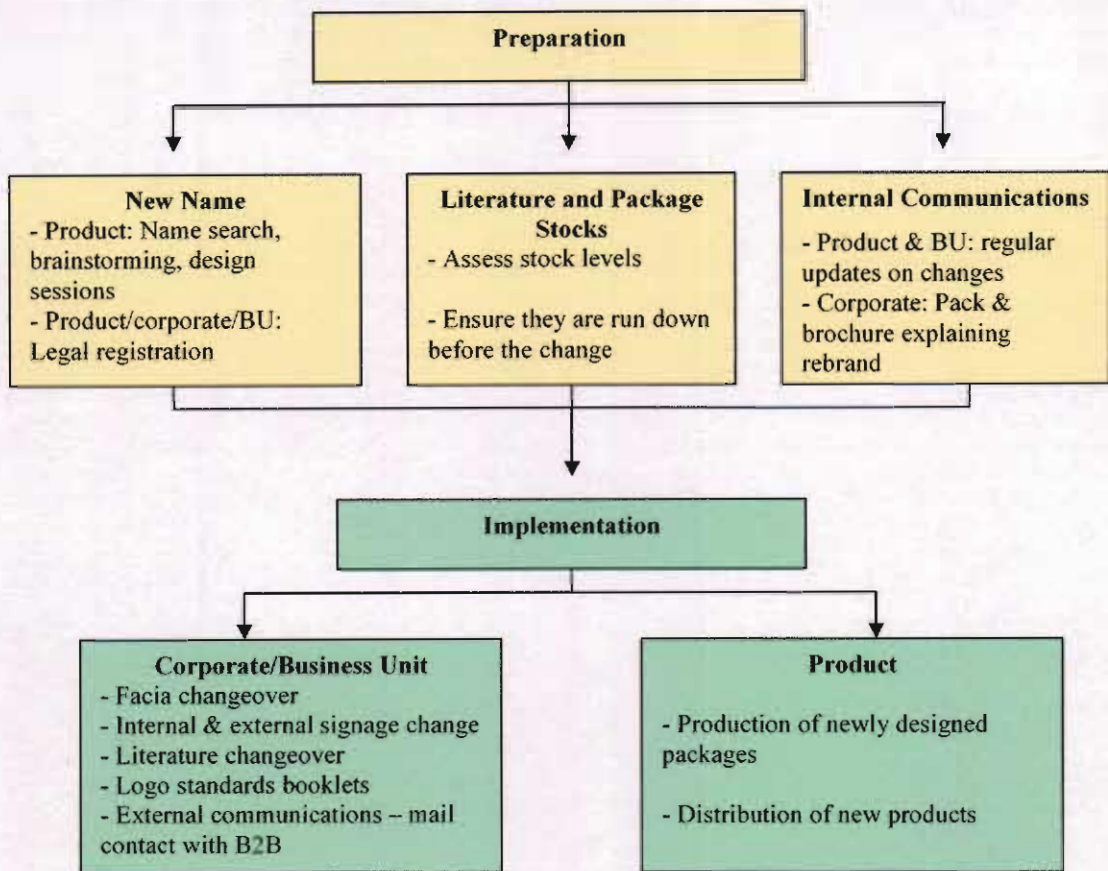 Preparation
New Name
- Product: Name search,
brainstorming, design
sessions
- Product/corporate/BU:
Legal registration
Literature and Package
Stocks
- Assess stock levels
- Ensure they are run down
before the change
Internal Communications
- Product & BU: regular
updates on changes
- Corporate: Pack &
brochure explaining
rebrand
Implementation
Corporate/Business Unit
- Facia changeover
- Internal & external signage change
- Literature changeover
- Logo standards booklets
- External communications – mail
contact with B2B
Product
- Production of newly designed
packages
- Distribution of new products